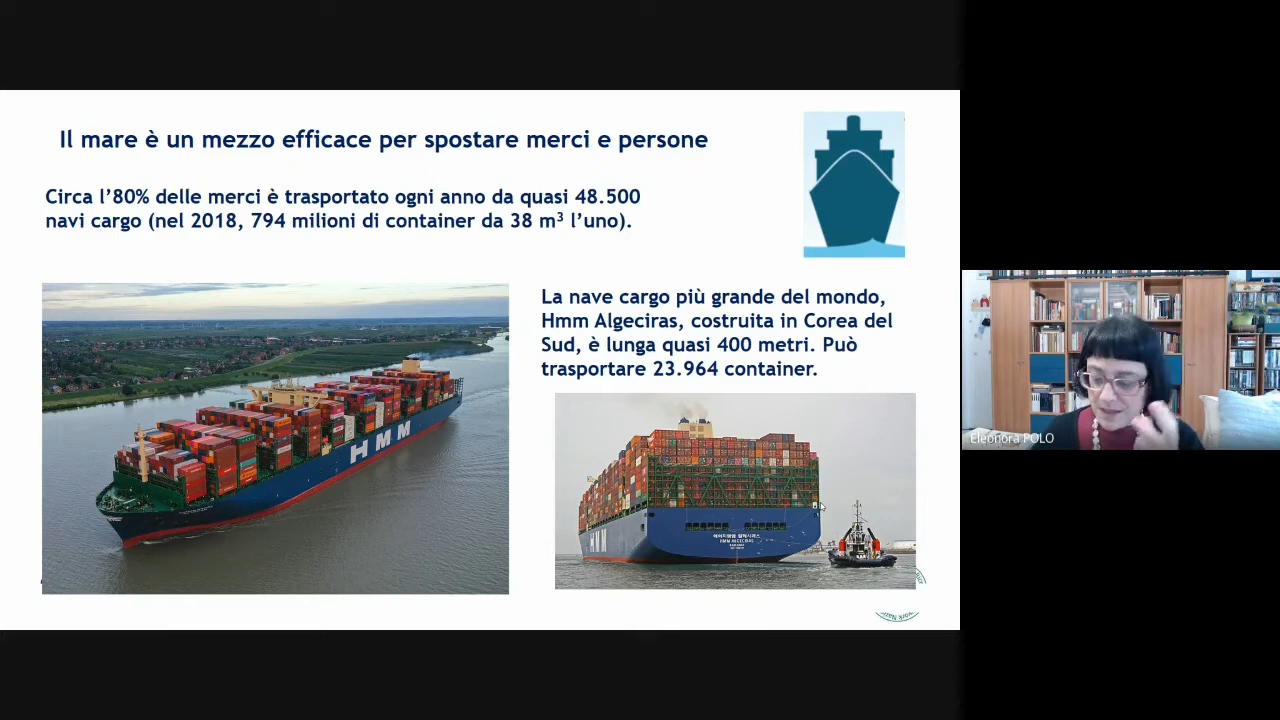 Il mare è un mezzo efficace per spostare merci e persone
Circa l'80% delle merci è trasportato ogni anno da quasi 48.500
navi cargo (nel 2018, 794 milioni di container da 38 m³ l'uno).
La nave cargo più grande del mondo,
Hmm Algeciras, costruita in Corea del
Sud, è lunga quasi 400 metri. Può
trasportare 23.964 container.
HMM
HMM
HMM ALGECIRAS
Eleonora POLO